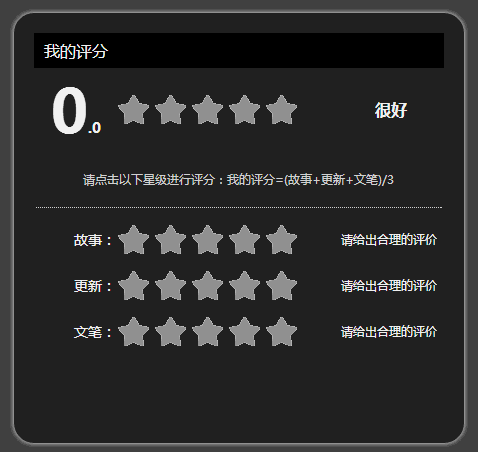 我的评分
0.0 很好
请点击以下星级进行评分：我的评分=(故事+更新+文笔)/3
故事： 请给出合理的评价
更新： 请给出合理的评价
文笔： 请给出合理的评价